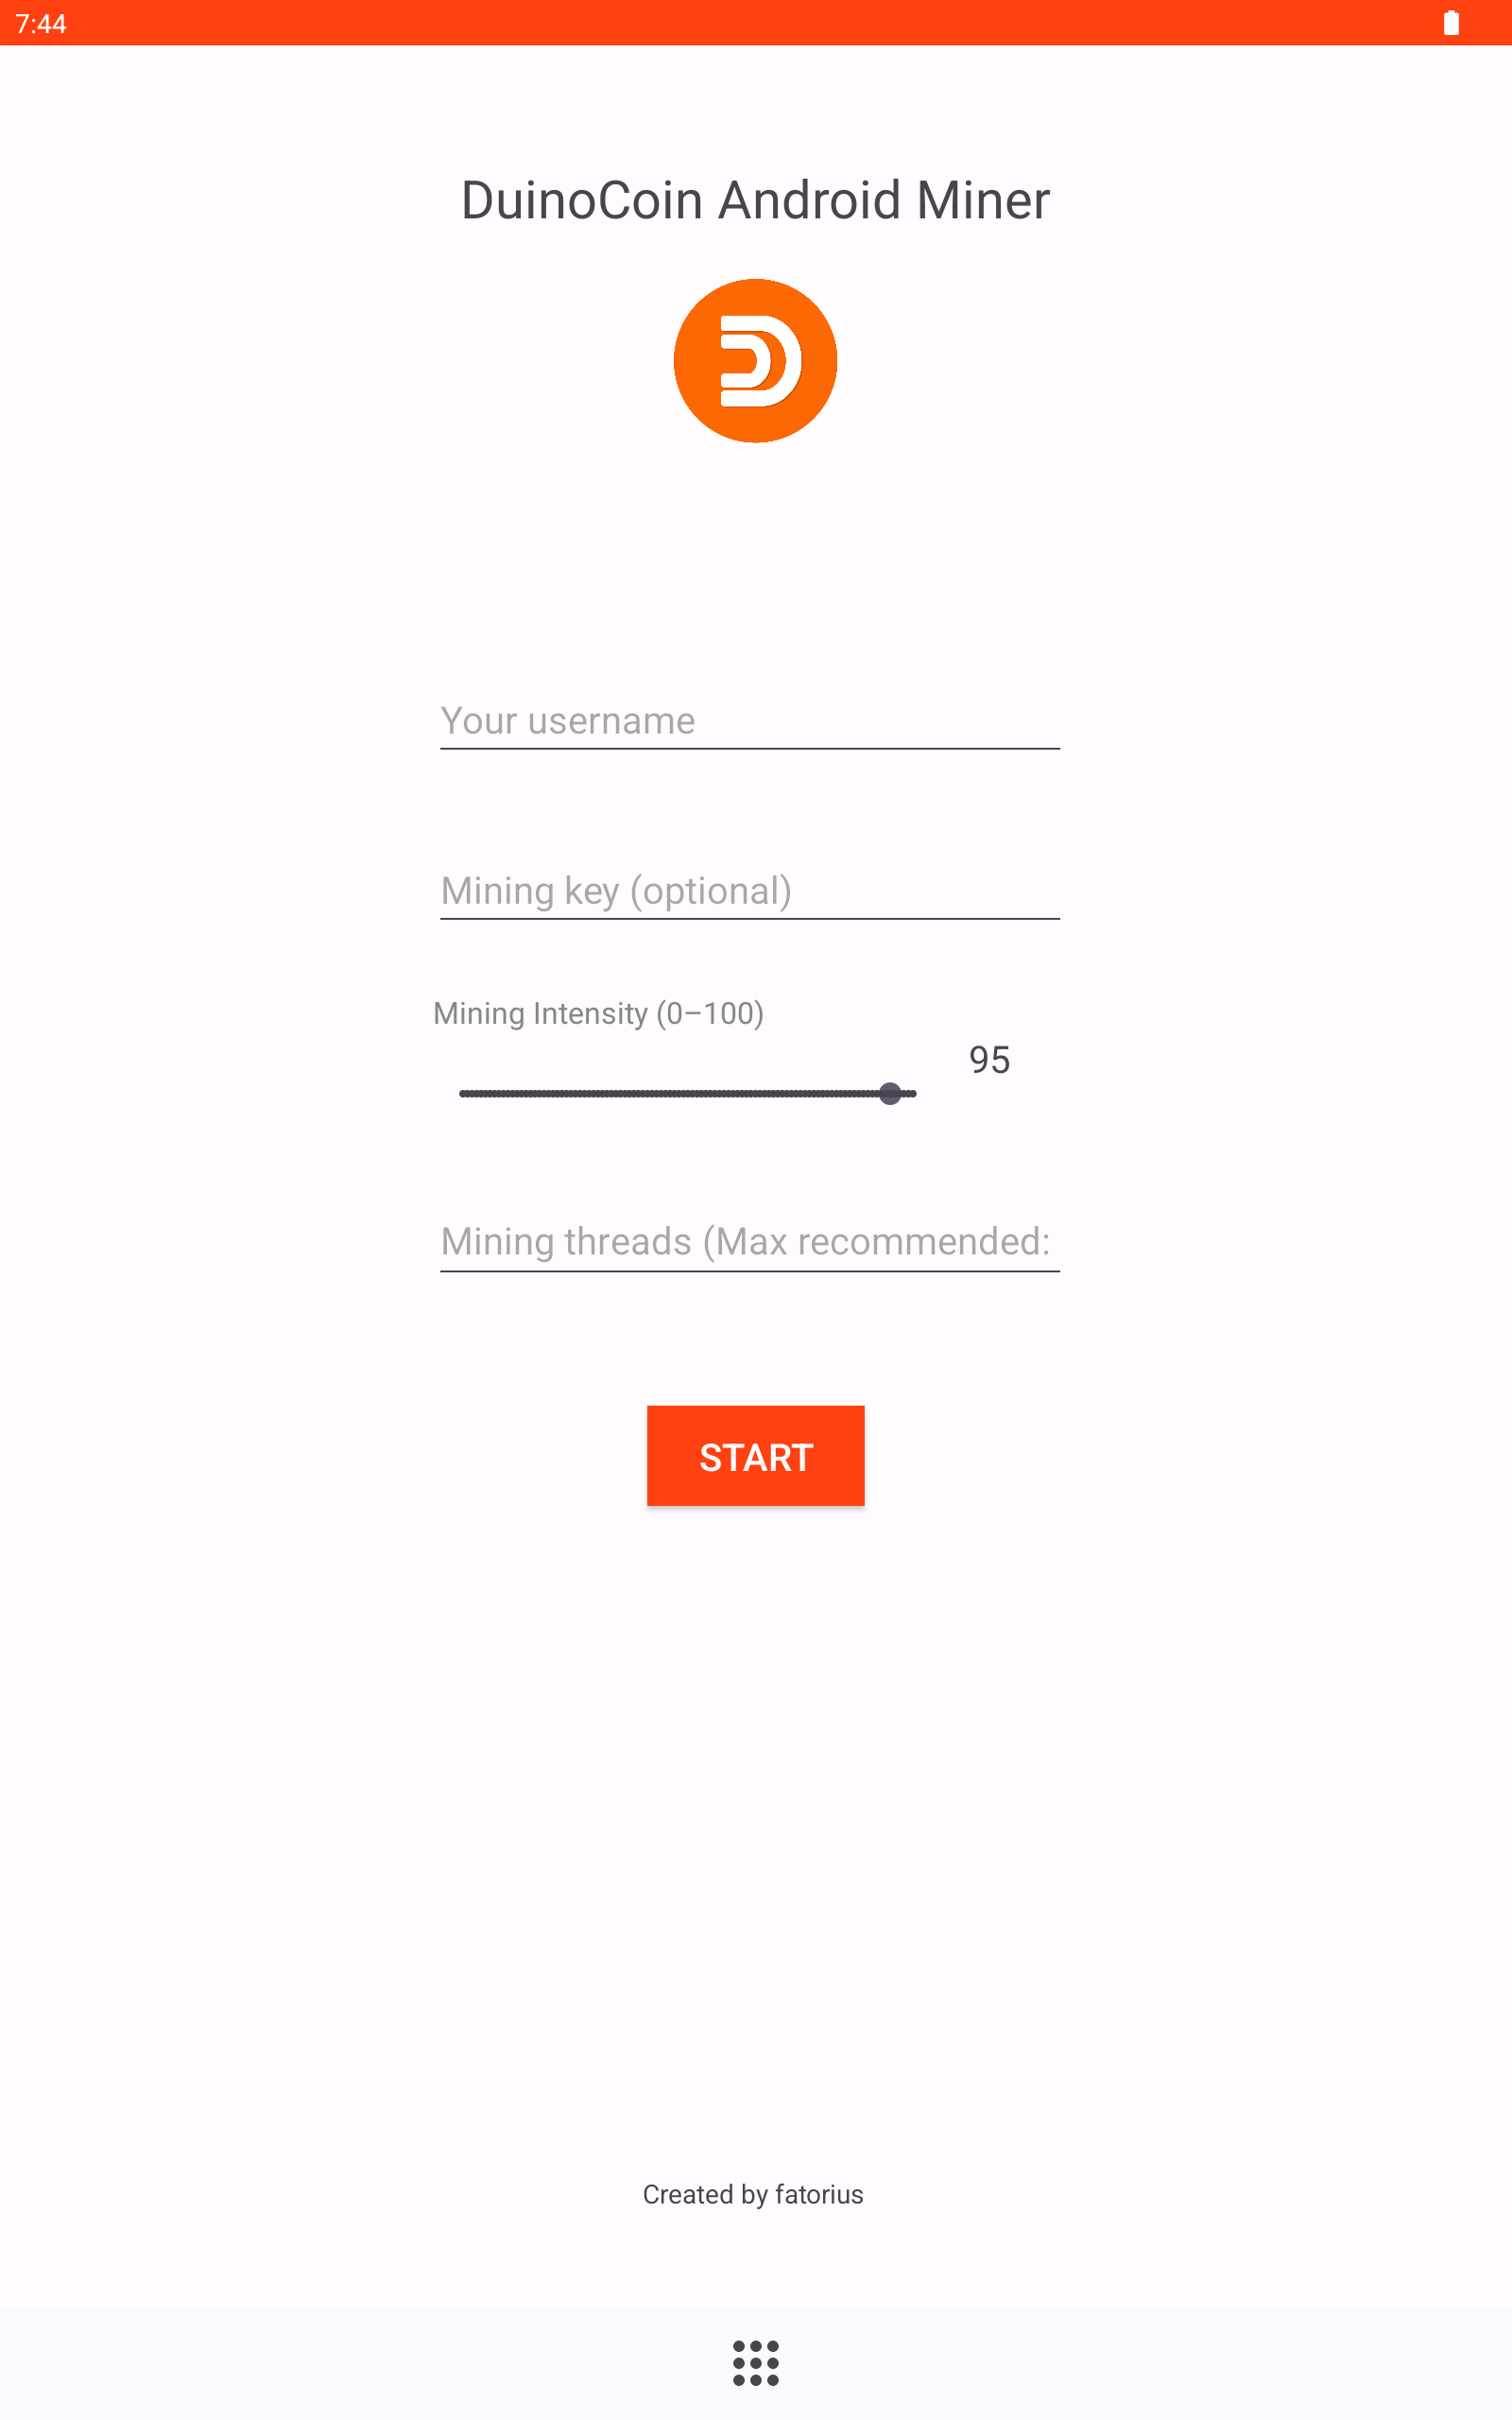 7:44
DuinoCoin Android Miner
Your username
Mining key (optional)
Mining Intensity (0–100)
95
Mining threads (Max recommended:
START
Created by fatorius